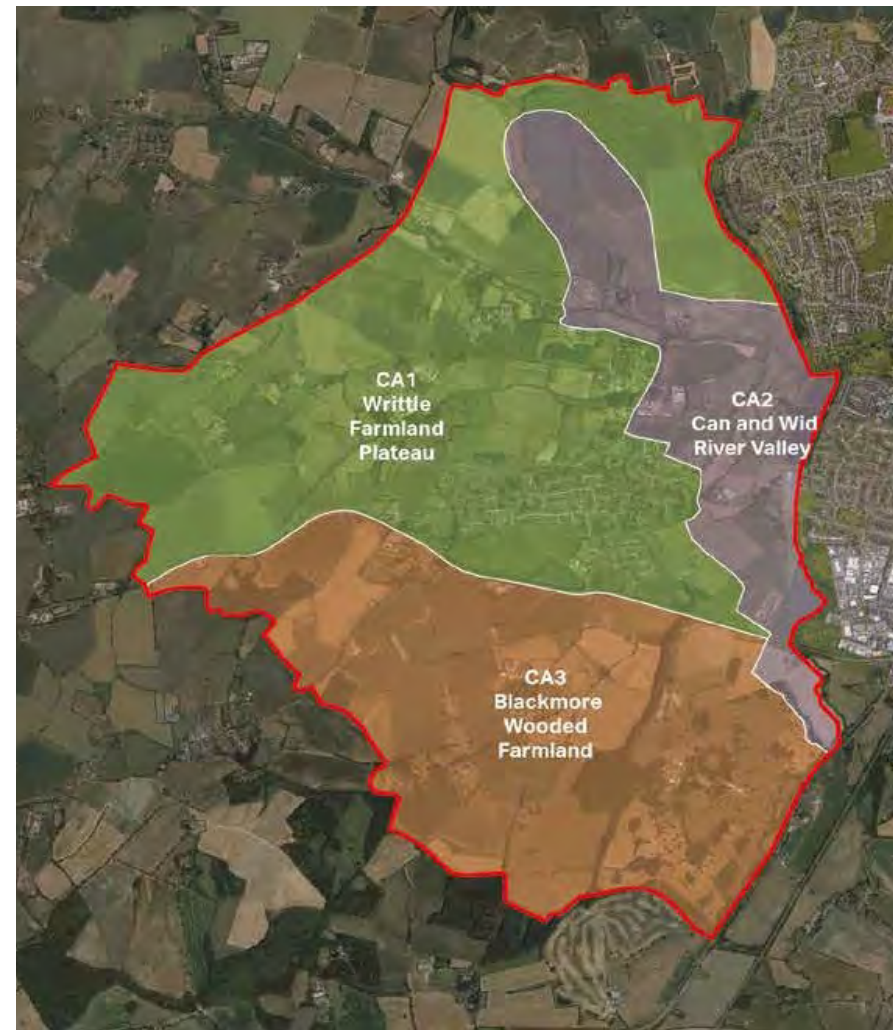 CA1
Writtle
Farmland
Plateau
CA2
Can and Wid
River Valley
CA3
Blackmore
Wooded
Farmland